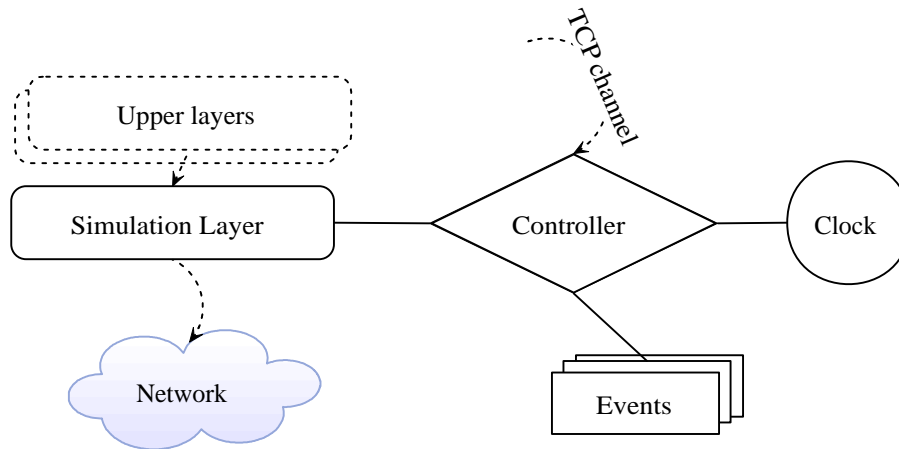 TCP channel
Upper layers
Simulation Layer
Controller
Clock
Network
Events